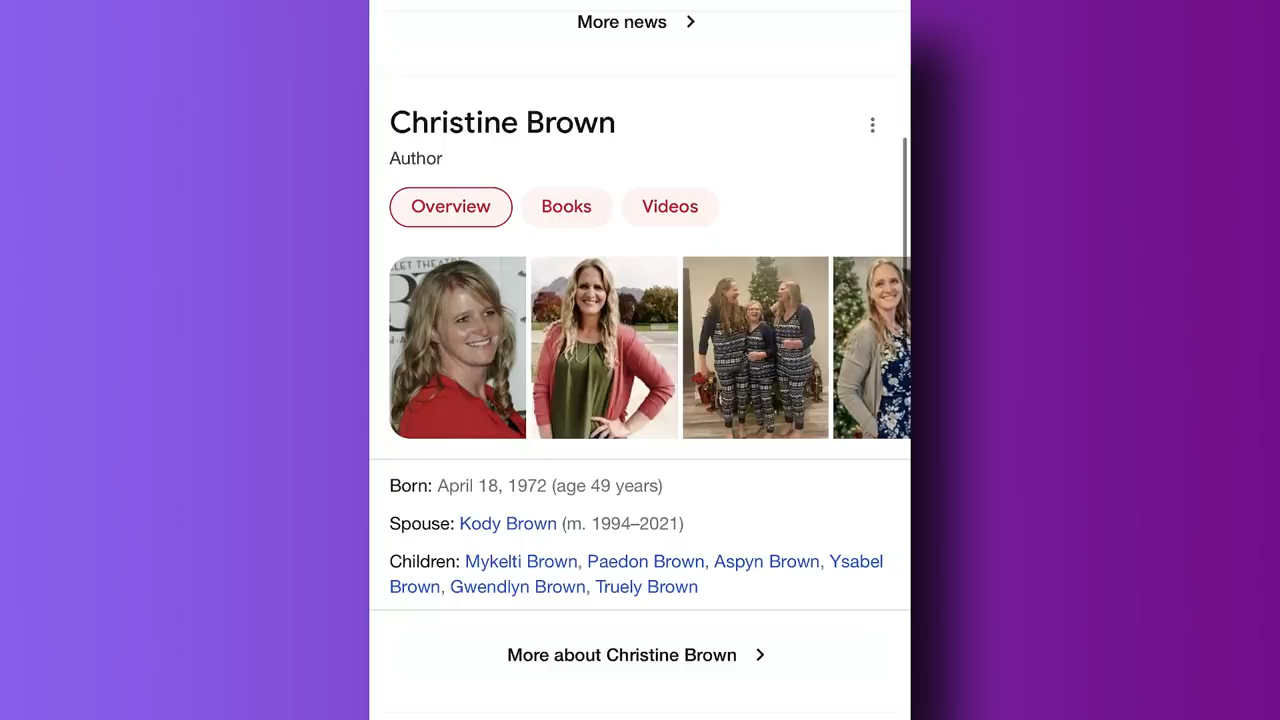 More news
Christine Brown
Author
Overview
Books
Videos
Born: April 18, 1972 (age 49 years)
Spouse: Kody Brown (m. 1994–2021)
Children: Mykelti Brown, Paedon Brown, Aspyn Brown, Ysabel
Brown, Gwendlyn Brown, Truely Brown
More about Christine Brown